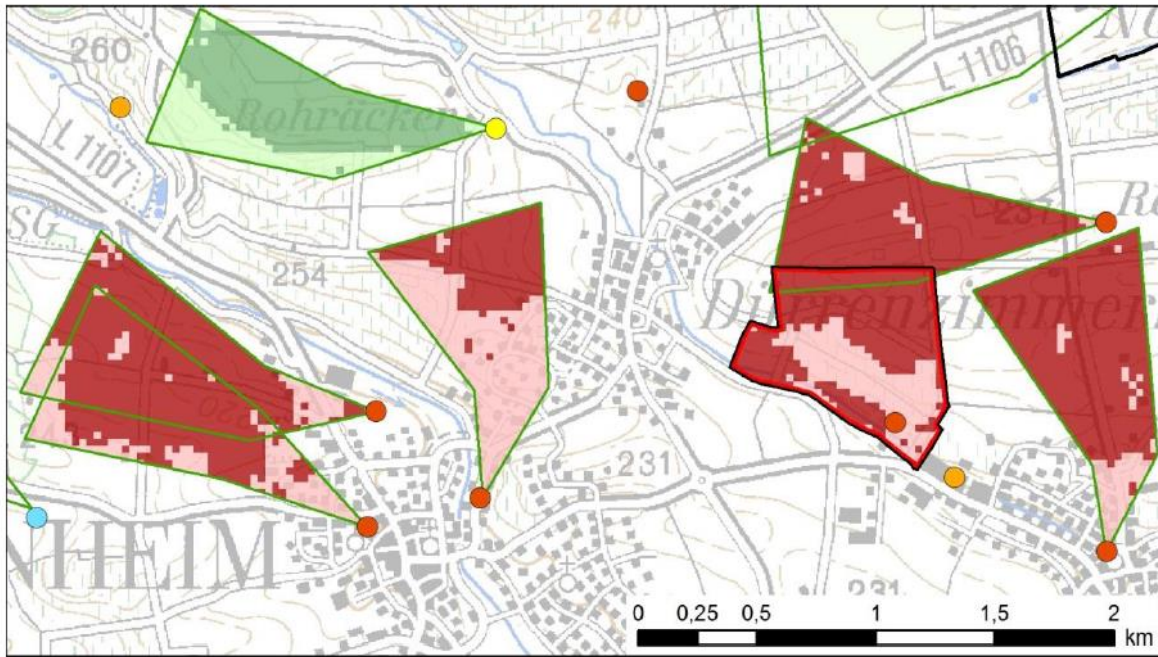 240
260
L 1106
Rohräcker
L 1107
SG
254
Dürrenzimmer
231
NHEIM
231
0 0,25 0,5 1 1,5 2
km